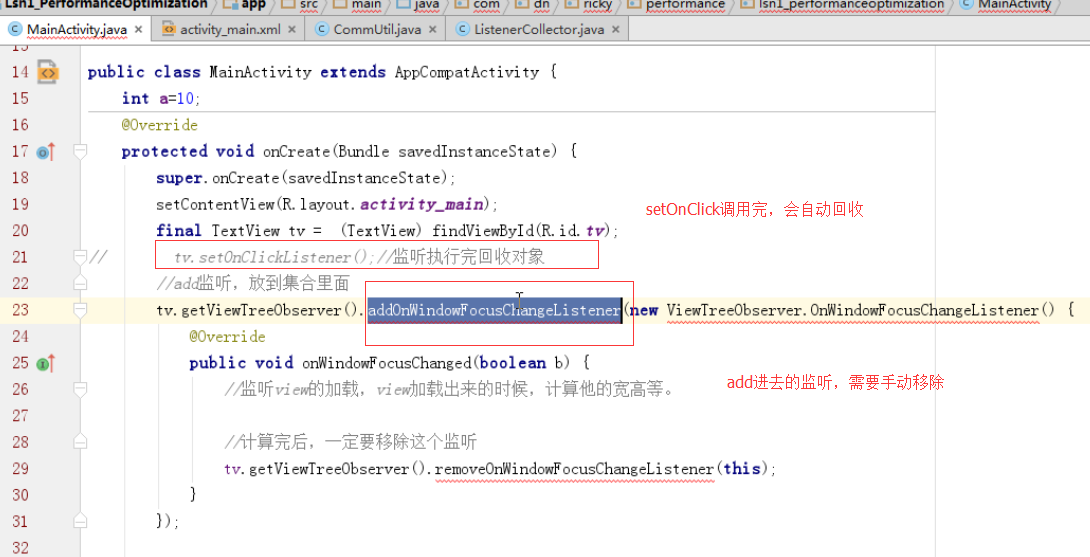 Lsn1_PerformanceOptimization app src main java com dn ricky performance lsn1_performanceoptimization MainActivity
MainActivity.java × activity_main.xml × CommUtil.java × ListenerCollector.java ×
13
14 public class MainActivity extends AppCompatActivity {
15 int a=10;
16 @Override
17 protected void onCreate(Bundle savedInstanceState) {
18 super.onCreate(savedInstanceState);
19 setContentView(R.layout.activity_main);
setOnClick调用完，会自动回收
20 final TextView tv = (TextView) findViewById(R.id.tv);
21 // tv.setOnClickListener();//监听执行完回收对象
22 //add监听，放到集合里面
23 tv.getViewTreeObserver().addOnWindowFocusChangeListener(new ViewTreeObserver.OnWindowFocusChangeListener() {
24 @Override
25 public void onWindowFocusChanged(boolean b) {
add进去的监听，需要手动移除
26 //监听view的加载，view加载出来的时候，计算他的宽高等。
27
28 //计算完后，一定要移除这个监听
29 tv.getViewTreeObserver().removeOnWindowFocusChangeListener(this);
30 }
31 });
32